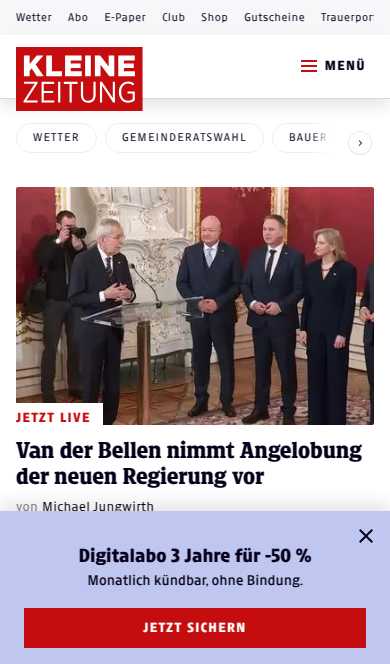 Wetter Abo E-Paper Club Shop Gutscheine Trauerpor
KLEINE
ZEITUNG
MENÜ
WETTER GEMEINDERATSWAHL BAUER
JETZT LIVE
Van der Bellen nimmt Angelobung
der neuen Regierung vor
von Michael Jungwirth
Digitalabo 3 Jahre für -50 %
Monatlich kündbar, ohne Bindung.
JETZT SICHERN